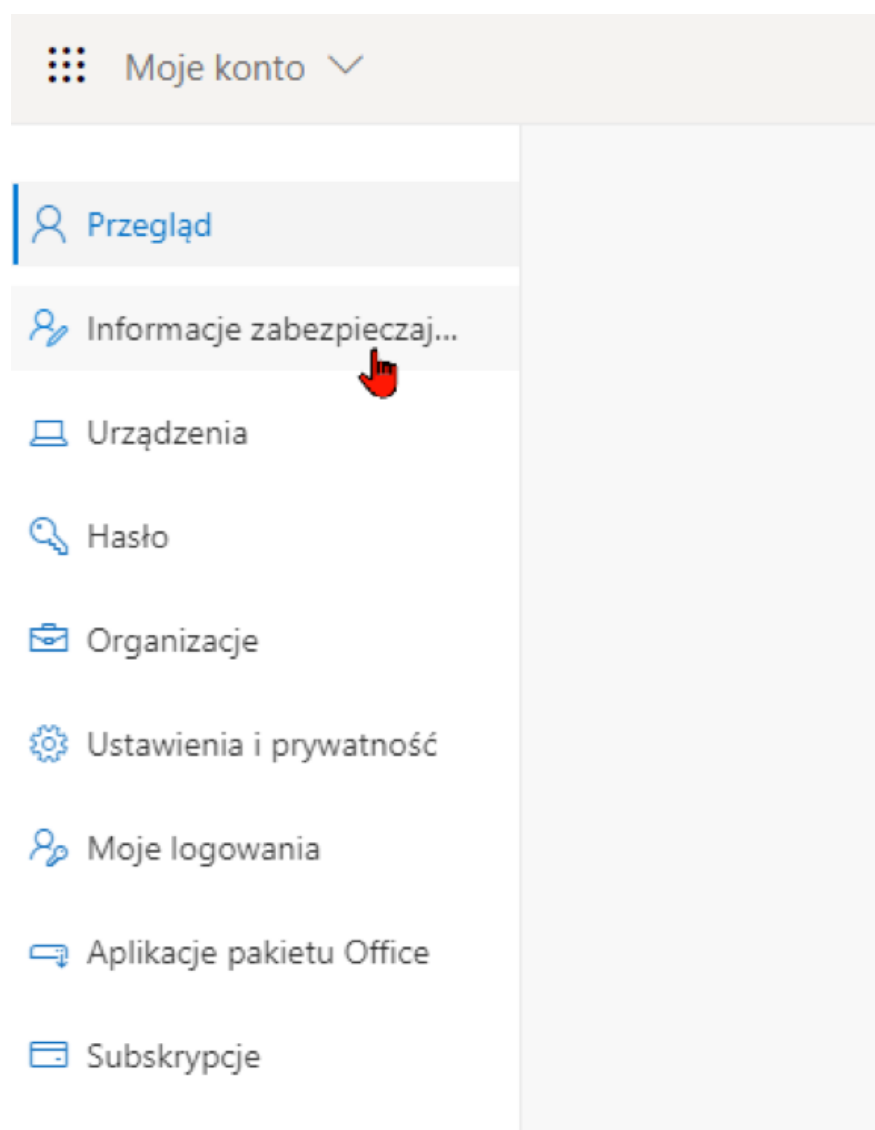 Moje konto
Przegląd
Informacje zabezpieczaj...
Urządzenia
Hasło
Organizacje
Ustawienia i prywatność
Moje logowania
Aplikacje pakietu Office
Subskrypcje